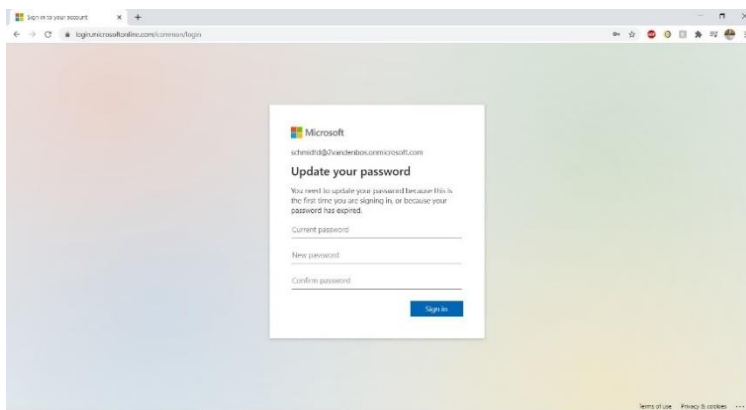 Sign in to your account
login.microsoftonline.com/common/login
Microsoft
schmidtd@2vandenbos.onmicrosoft.com
Update your password
You need to update your password because this is
the first time you are signing in, or because your
password has expired.
Current password
New password
Confirm password
Sign in
Terms of use Privacy & cookies ...